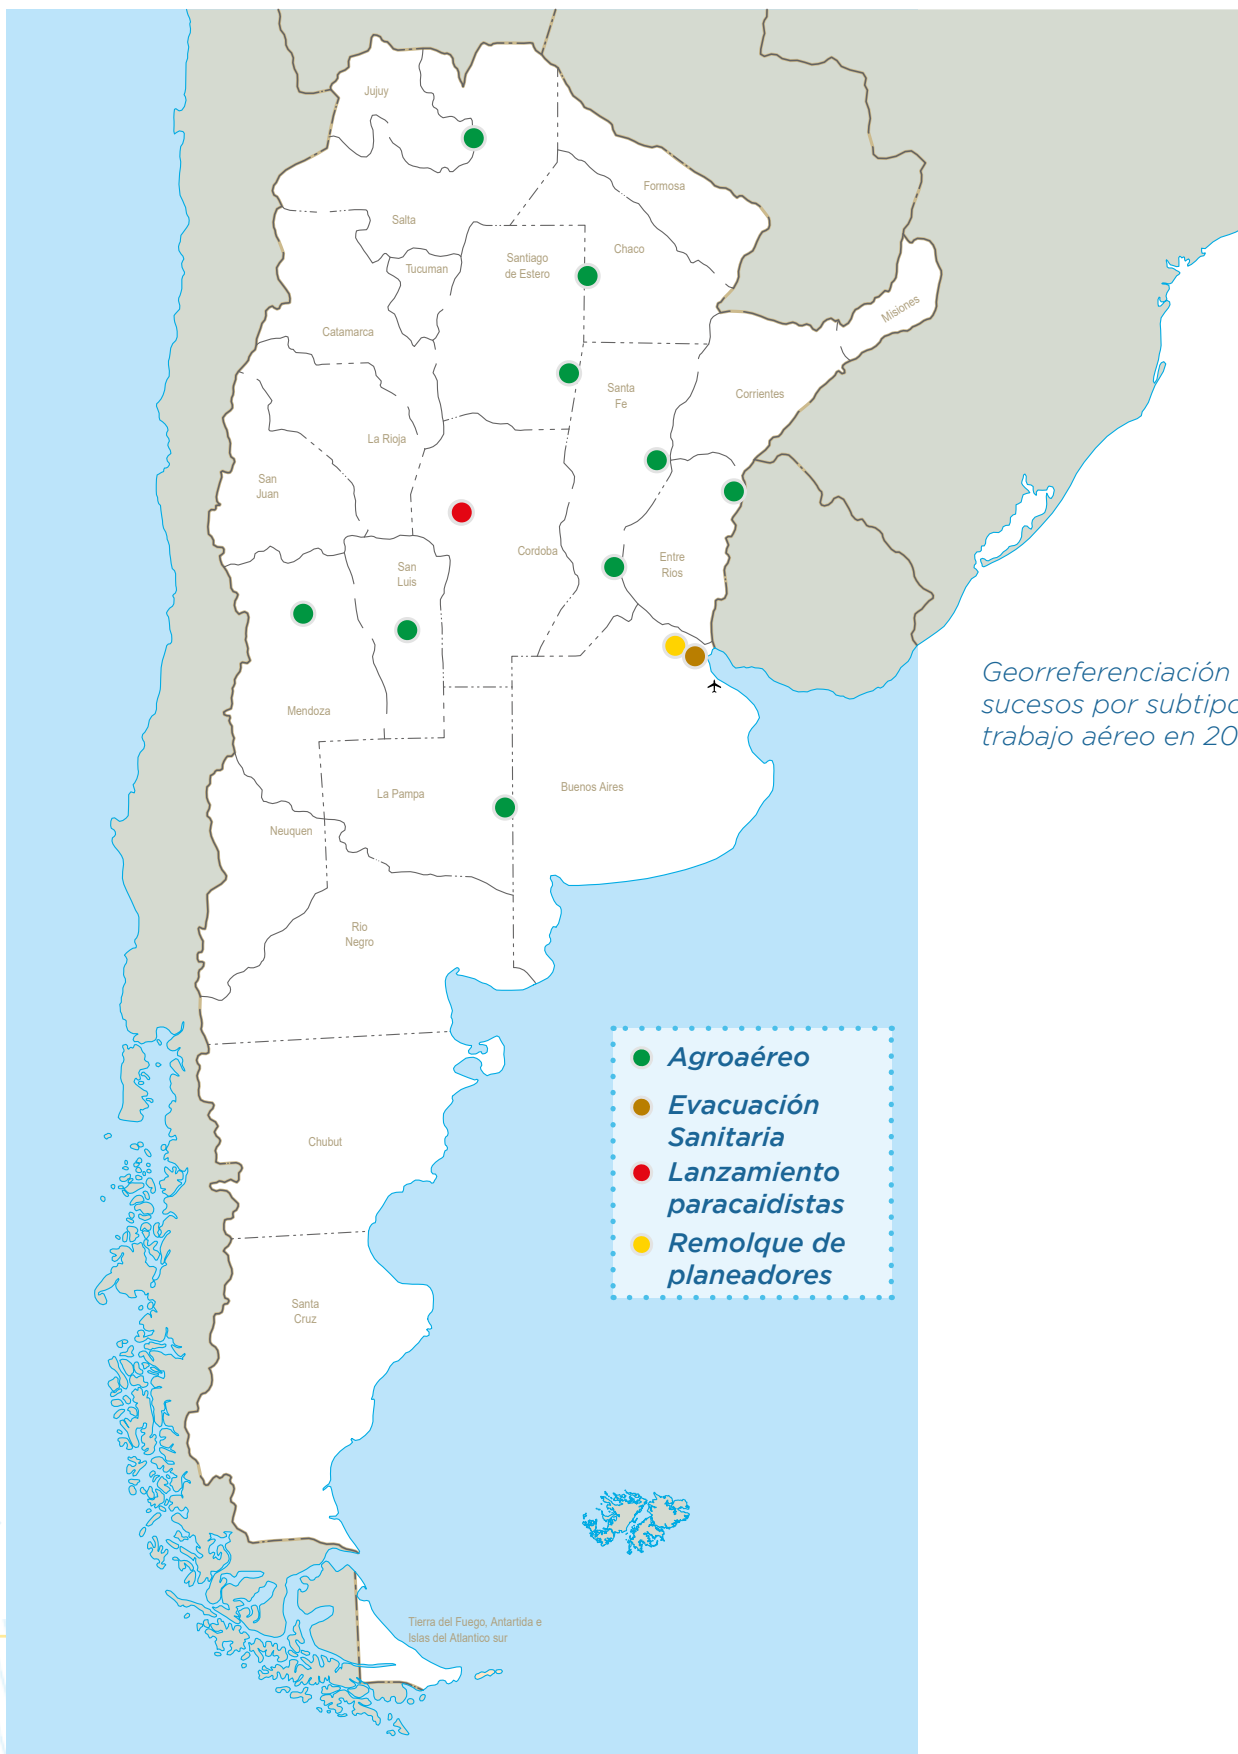 Jujuy
Formosa
Salta
Chaco
Santiago
de Estero
Tucuman
Misiones
Catamarca
Santa
Fe
Corrientes
La Rioja
San
Juan
Cordoba
Entre
Rios
San
Luis
Georreferenciación
sucesos por
trabajo aéreo en
Mendoza
Buenos Aires
La Pampa
Neuquen
Rio
Negro
Agroaéreo
Evacuación
Sanitaria
Lanzamiento
paracaidistas
Remolque de
planeadores
Chubut
Santa
Cruz
Tierra del Fuego, Antartida e
Islas del Atlantico sur